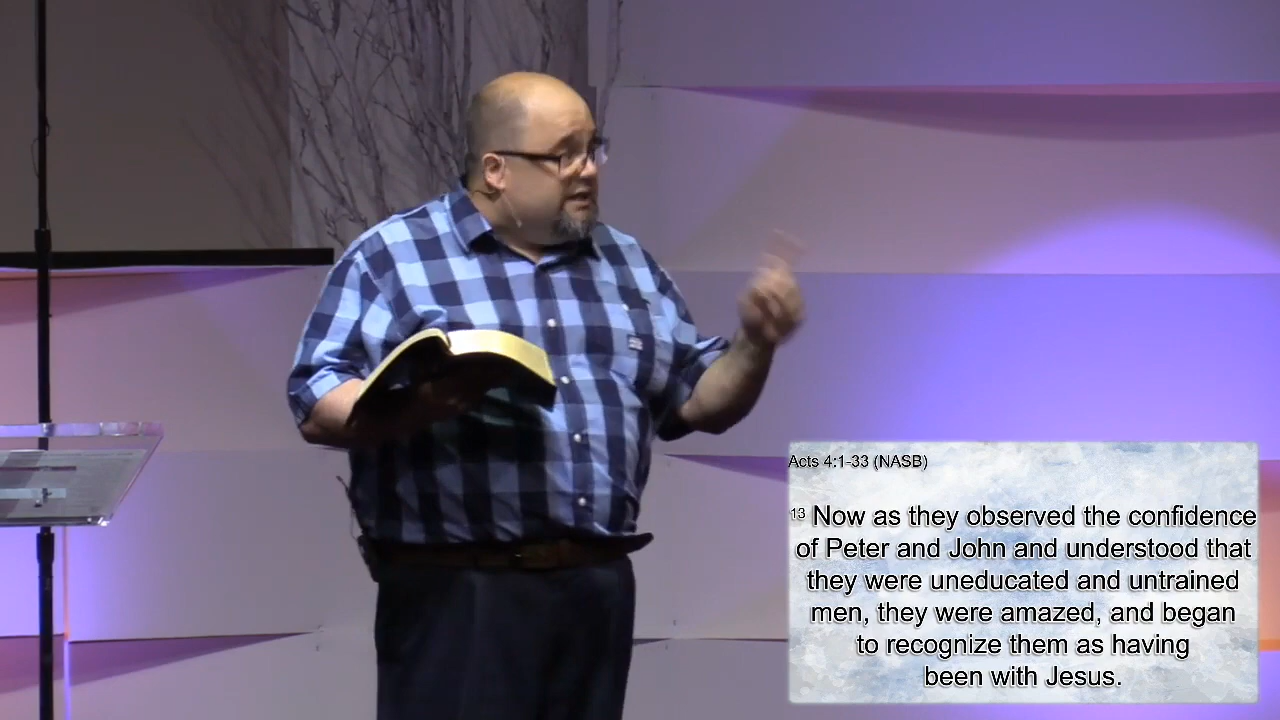 Acts 4:1-33 (NASB)
13 Now as they observed the confidence
of Peter and John and understood that
they were uneducated and untrained
men, they were amazed, and began
to recognize them as having
been with Jesus.